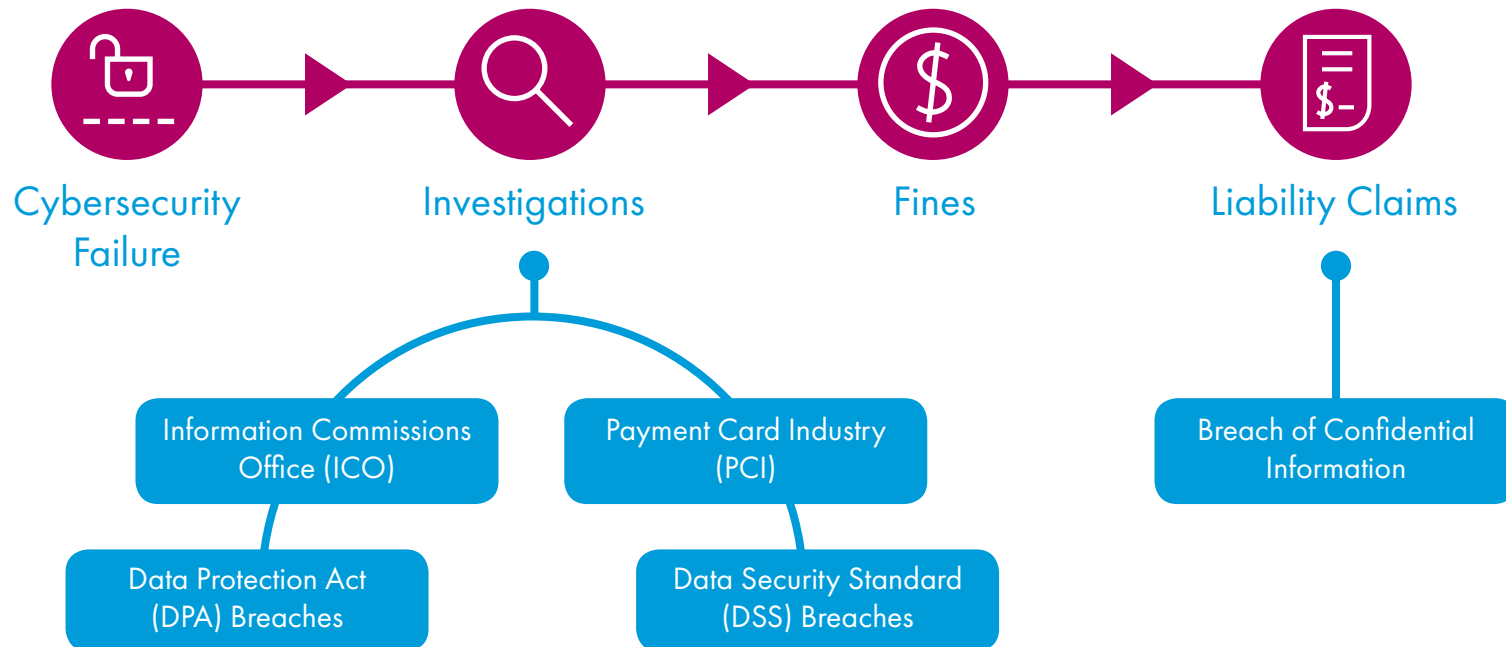 Cybersecurity
Failure
Investigations
Fines
Liability Claims
Information Commissions
Office (ICO)
Payment Card Industry
(PCI)
Breach of Confidential
Information
Data Protection Act
(DPA) Breaches
Data Security Standard
(DSS) Breaches